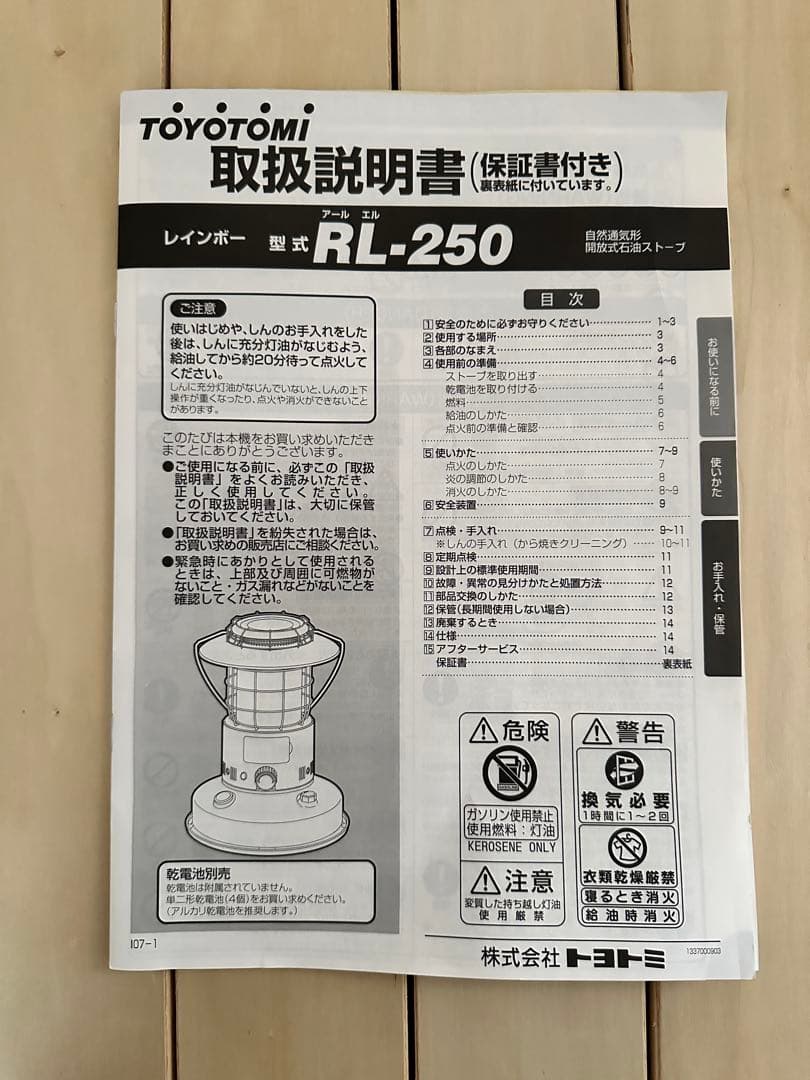 TOYOTOMI
取扱説明書(保証書付き
裏表紙に付いています。)
レインボー 型式 アール エル RL-250
自然通気形
開放式石油ストーブ
ご注意
使いはじめや、しんのお手入れをした
後は、しんに充分灯油がなじむよう、
給油してから約20分待って点火して
ください。
しんに充分灯油がなじんでいないと、しんの上下
操作が重くなったり、点火や消火ができないこと
があります。
このたびは本機をお買い求めいただき
まことにありがとうございます。
●ご使用になる前に、必ずこの「取扱
説明書」をよくお読みいただき、
正しく使用してください。
この「取扱説明書」は、大切に保管
しておいてください。
●「取扱説明書」を紛失された場合は、
お買い求めの販売店にご相談ください。
●緊急時にあかりとして使用される
ときは、上部及び周囲に可燃物が
ないこと・ガス漏れなどがないことを
確認してください。
乾電池別売
乾電池は付属されていません。
単二形乾電池(4個)をお買い求めください。
(アルカリ乾電池を推奨します。)
I07-1
目次
1 安全のために必ずお守りください 1~3
2 使用する場所 3
3 各部のなまえ 3
4 使用前の準備 4~6
ストーブを取り出す 4
乾電池を取り付ける 4
燃料 5
給油のしかた 6
点火前の準備と確認 6
5 使いかた 7~9
点火のしかた 7
炎の調節のしかた 8
消火のしかた 8~9
6 安全装置 9
7 点検・手入れ 9~11
※しんの手入れ(から焼きクリーニング) 10~11
8 定期点検 11
9 設計上の標準使用期間 11
10 故障・異常の見分けかたと処置方法 12
11 部品交換のしかた 12
12 保管(長期間使用しない場合) 13
13 廃棄するとき 14
14 仕様 14
15 アフターサービス 14
保証書 裏表紙
お使いになる前に
使いかた
お手入れ・保管
危険
GASOLINE
ガソリン使用禁止
使用燃料:灯油
KEROSENE ONLY
注意
変質した持ち越し灯油
使用厳禁
警告
換気必要
1時間に1~2回
衣類乾燥厳禁
寝るとき消火
給油時消火
株式会社 トヨトミ
1337000903